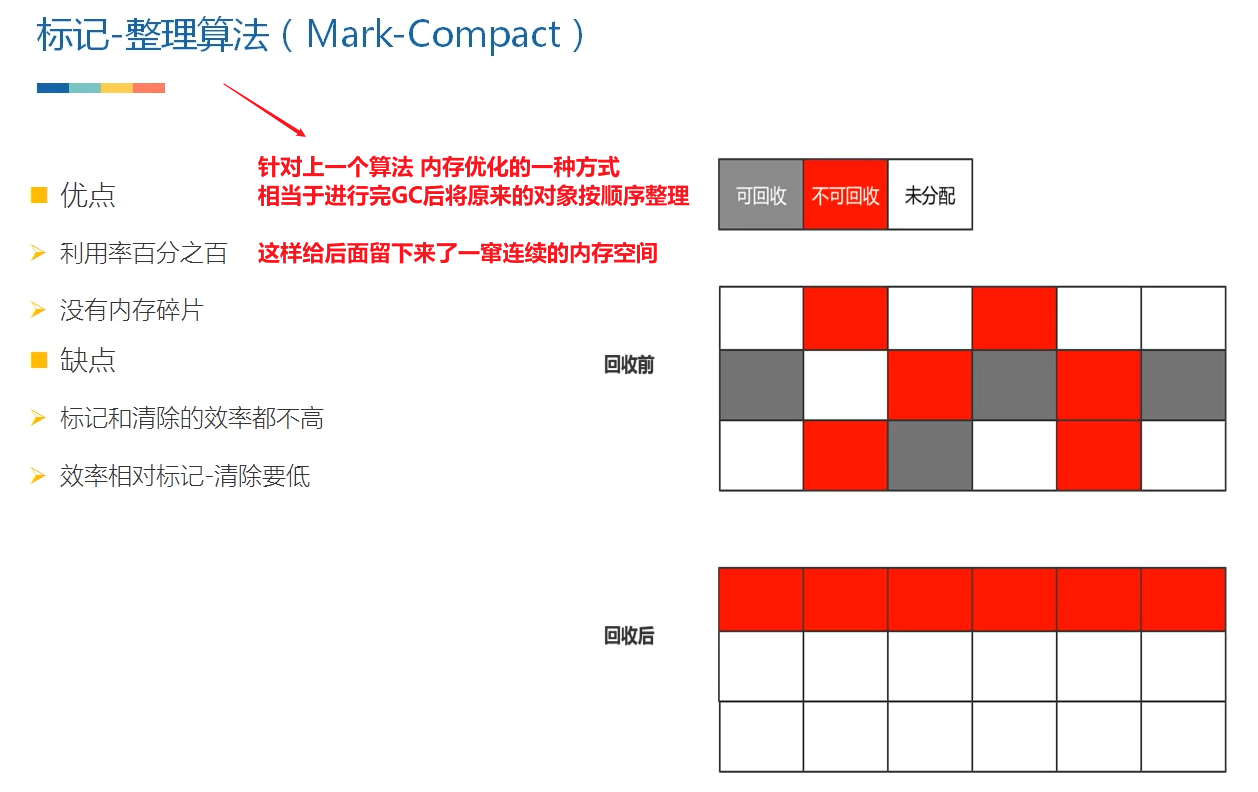 标记-整理算法（Mark-Compact）
针对上一个算法 内存优化的一种方式
相当于进行完GC后将原来的对象按顺序整理
这样给后面留下来了一窜连续的内存空间
优点
利用率百分之百
没有内存碎片
缺点
标记和清除的效率都不高
效率相对标记-清除要低
可回收 不可回收 未分配
回收前
回收后